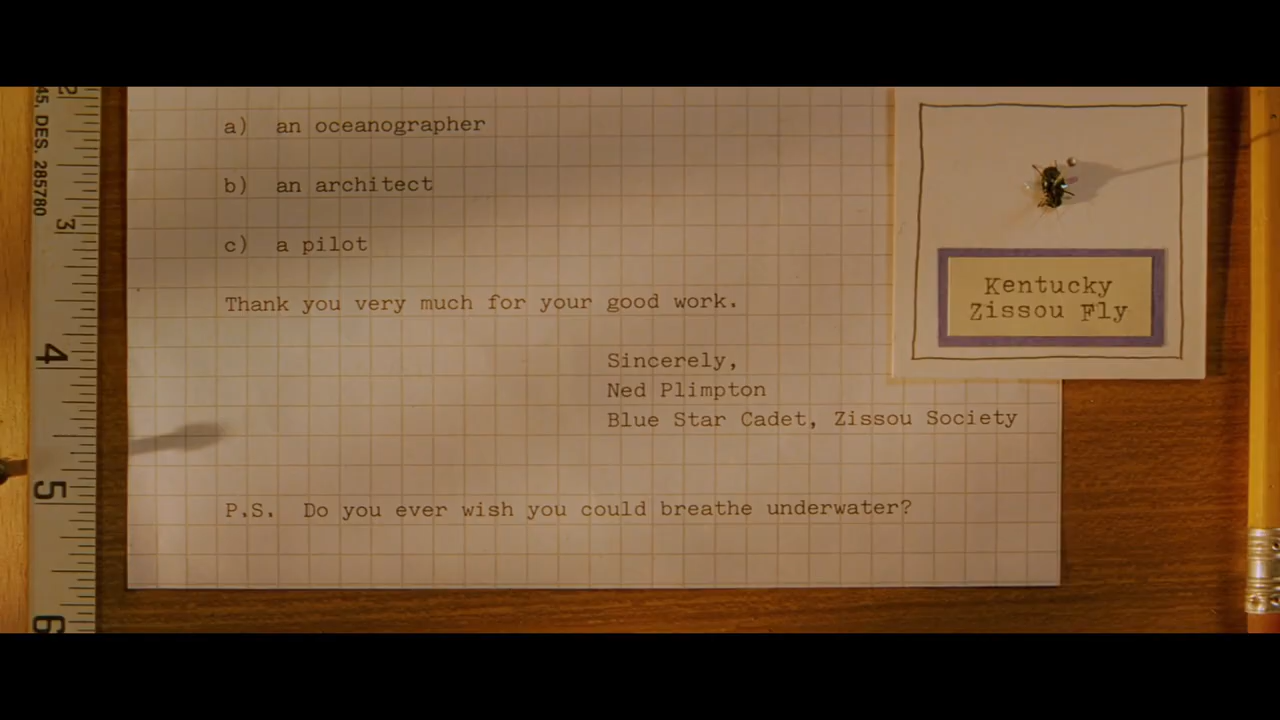 45, DES. 285780
2
3
4
5
6
a) an oceanographer
b) an architect
c) a pilot
Thank you very much for your good work.
Sincerely,
Ned Plimpton
Blue Star Cadet, Zissou Society
P.S. Do you ever wish you could breathe underwater?
Kentucky
Zissou Fly